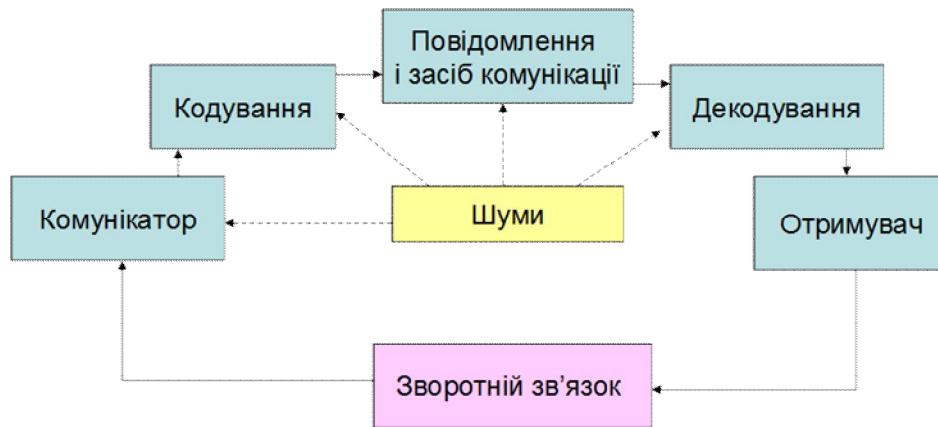 Повідомлення
і засіб комунікації
Кодування
Декодування
Комунікатор
Шуми
Отримувач
Зворотній зв’язок